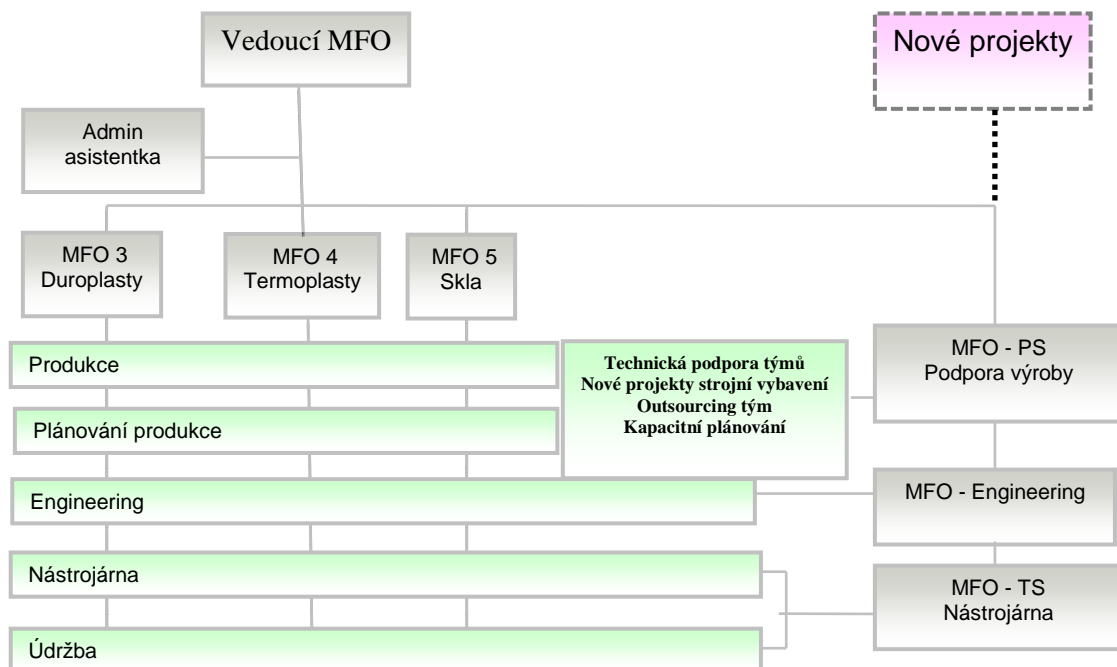 Vedoucí MFO
Nové projekty
Admin
asistentka
MFO 3
Duroplasty
MFO 4
Termoplasty
MFO 5
Skla
Produkce
Technická podpora týmů
Nové projekty strojní vybavení
Outsourcing tým
Kapacitní plánování
MFO - PS
Podpora výroby
Plánování produkce
Engineering
MFO - Engineering
Nástrojárna
MFO - TS
Nástrojárna
Údržba